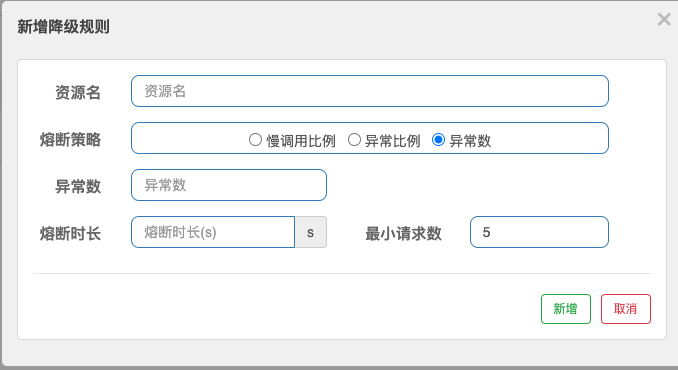 新增降级规则
资源名 资源名
熔断策略 慢调用比例 异常比例 异常数
异常数 异常数
熔断时长 熔断时长(s) s 最小请求数 5
新增 取消